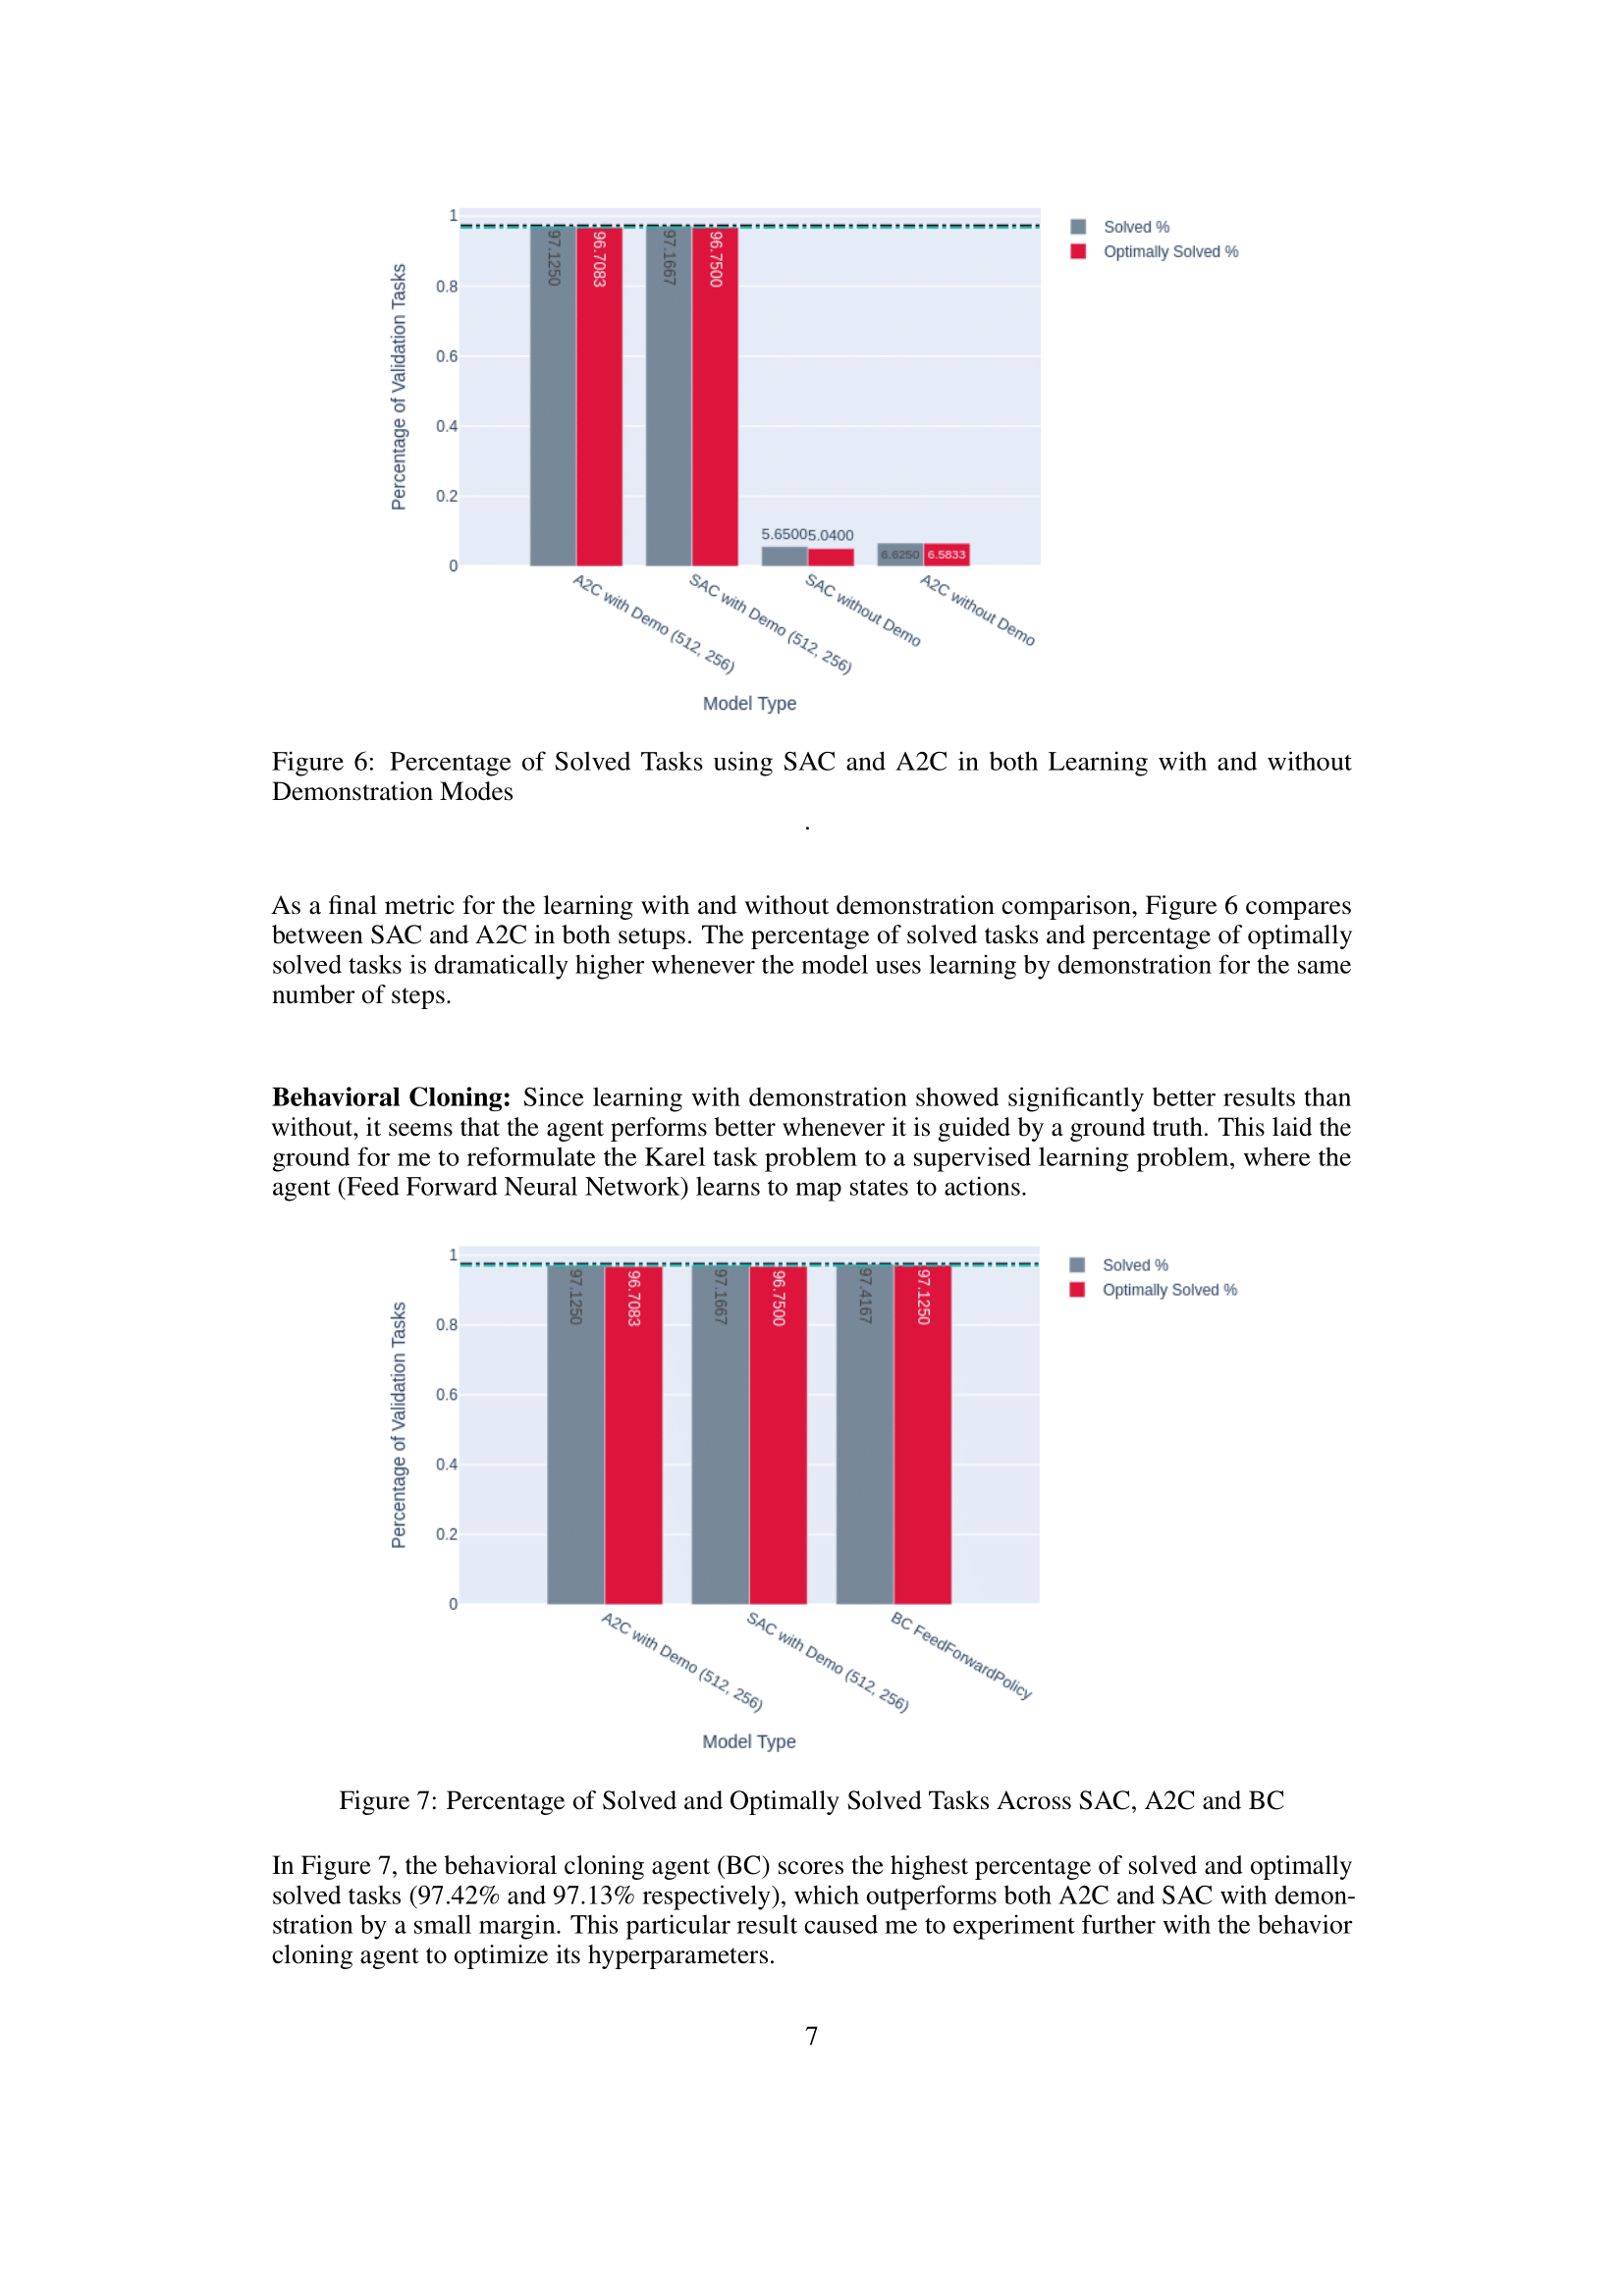 1
0.8
0.6
0.4
0.2
0
Percentage of Validation Tasks
97.1250
96.7083
97.1667
96.7500
5.6500
5.0400
6.6250
6.5833
A2C with Demo (512, 256)
SAC with Demo (512, 256)
SAC without Demo
A2C without Demo
Model Type
Solved %
Optimally Solved %
Figure 6: Percentage of Solved Tasks using SAC and A2C in both Learning with and without
Demonstration Modes
.
As a final metric for the learning with and without demonstration comparison, Figure 6 compares
between SAC and A2C in both setups. The percentage of solved tasks and percentage of optimally
solved tasks is dramatically higher whenever the model uses learning by demonstration for the same
number of steps.
Behavioral Cloning: Since learning with demonstration showed significantly better results than
without, it seems that the agent performs better whenever it is guided by a ground truth. This laid the
ground for me to reformulate the Karel task problem to a supervised learning problem, where the
agent (Feed Forward Neural Network) learns to map states to actions.
1
0.8
0.6
0.4
0.2
0
Percentage of Validation Tasks
97.1250
96.7083
97.1667
96.7500
97.4167
97.1250
A2C with Demo (512, 256)
SAC with Demo (512, 256)
BC FeedForwardPolicy
Model Type
Solved %
Optimally Solved %
Figure 7: Percentage of Solved and Optimally Solved Tasks Across SAC, A2C and BC
In Figure 7, the behavioral cloning agent (BC) scores the highest percentage of solved and optimally
solved tasks (97.42% and 97.13% respectively), which outperforms both A2C and SAC with demon-
stration by a small margin. This particular result caused me to experiment further with the behavior
cloning agent to optimize its hyperparameters.
7